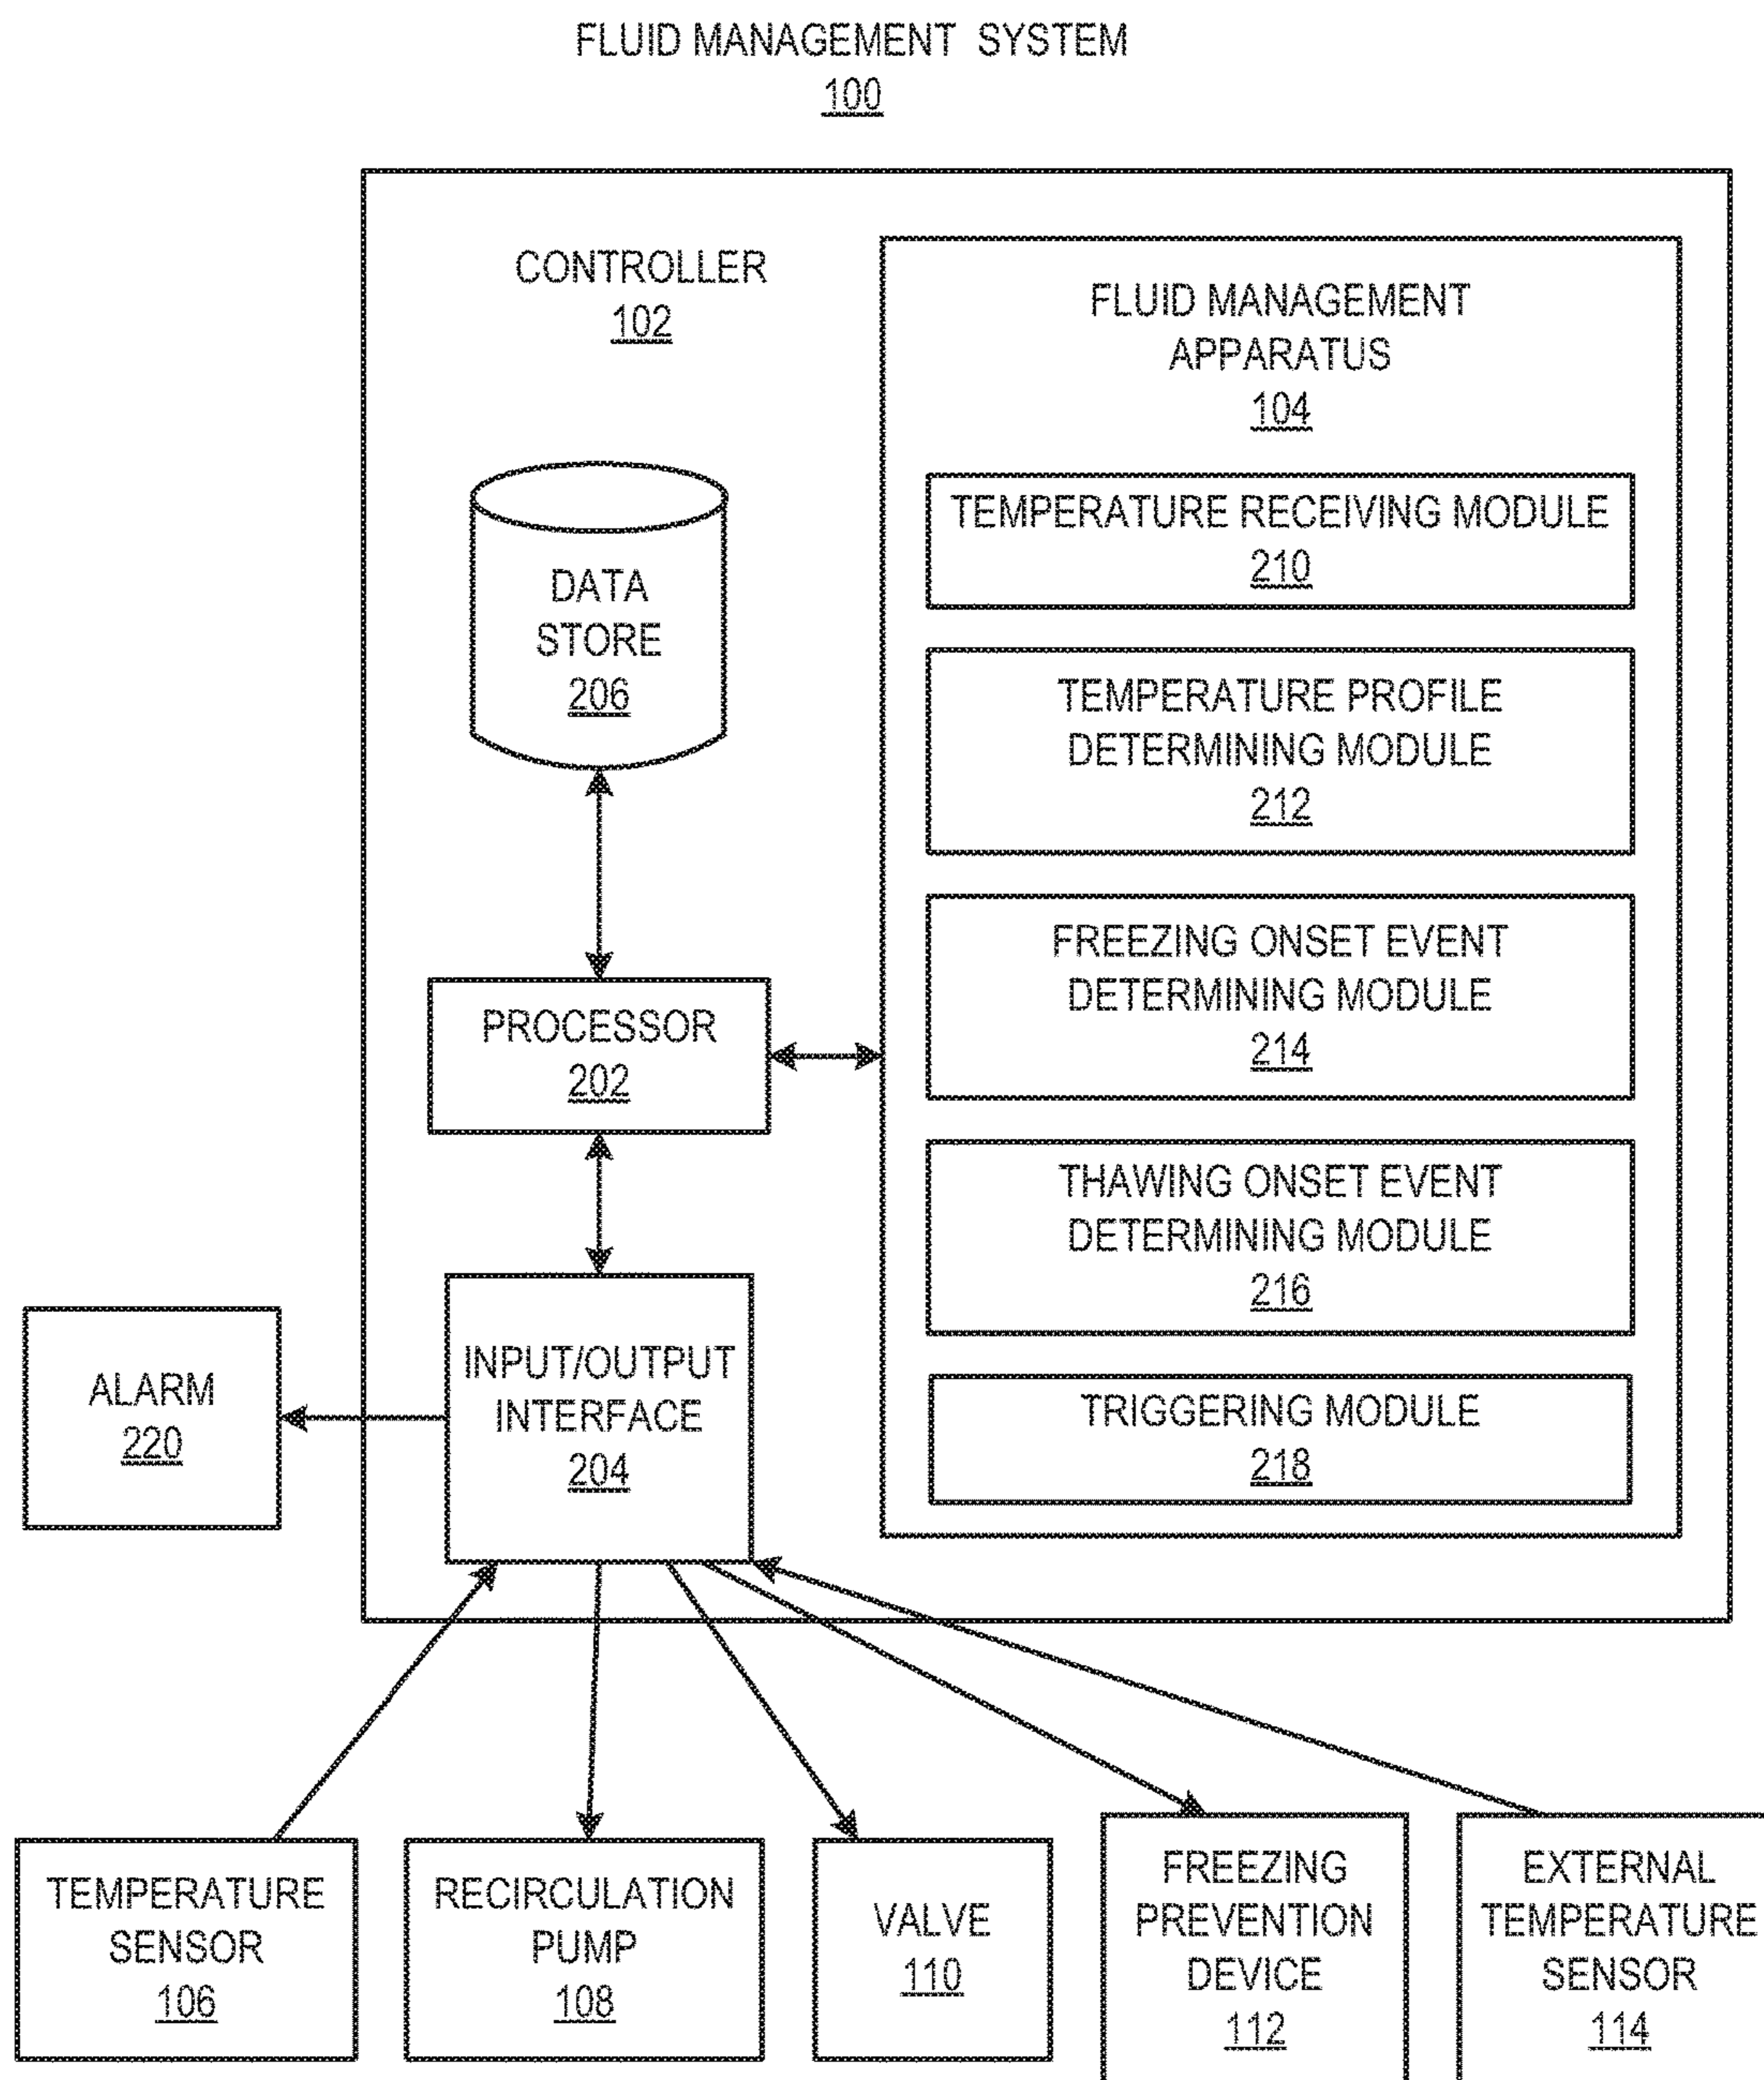 FLUID MANAGEMENT SYSTEM
100
CONTROLLER
102
FLUID MANAGEMENT
APPARATUS
104
DATA
STORE
206
TEMPERATURE RECEIVING MODULE
210
TEMPERATURE PROFILE
DETERMINING MODULE
212
PROCESSOR
202
FREEZING ONSET EVENT
DETERMINING MODULE
214
THAWING ONSET EVENT
DETERMINING MODULE
216
INPUT/OUTPUT
INTERFACE
204
TRIGGERING MODULE
218
ALARM
220
TEMPERATURE
SENSOR
106
RECIRCULATION
PUMP
108
VALVE
110
FREEZING
PREVENTION
DEVICE
112
EXTERNAL
TEMPERATURE
SENSOR
114